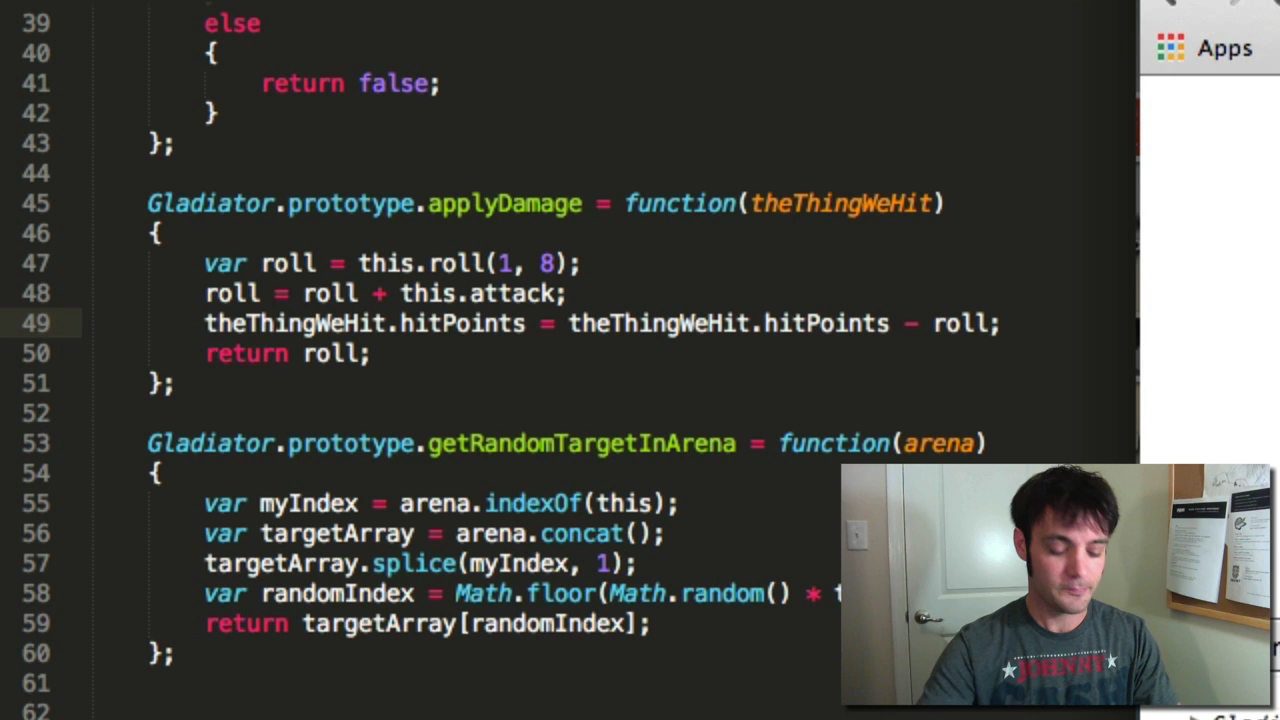 39 else
40 {
41 return false;
42 }
43 };
44
45 Gladiator.prototype.applyDamage = function(theThingWeHit)
46 {
47 var roll = this.roll(1, 8);
48 roll = roll + this.attack;
49 theThingWeHit.hitPoints = theThingWeHit.hitPoints - roll;
50 return roll;
51 };
52
53 Gladiator.prototype.getRandomTargetInArena = function(arena)
54 {
55 var myIndex = arena.indexOf(this);
56 var targetArray = arena.concat();
57 targetArray.splice(myIndex, 1);
58 var randomIndex = Math.floor(Math.random() *
59 return targetArray[randomIndex];
60 };
61
62
Apps
JOHNNY
CASH